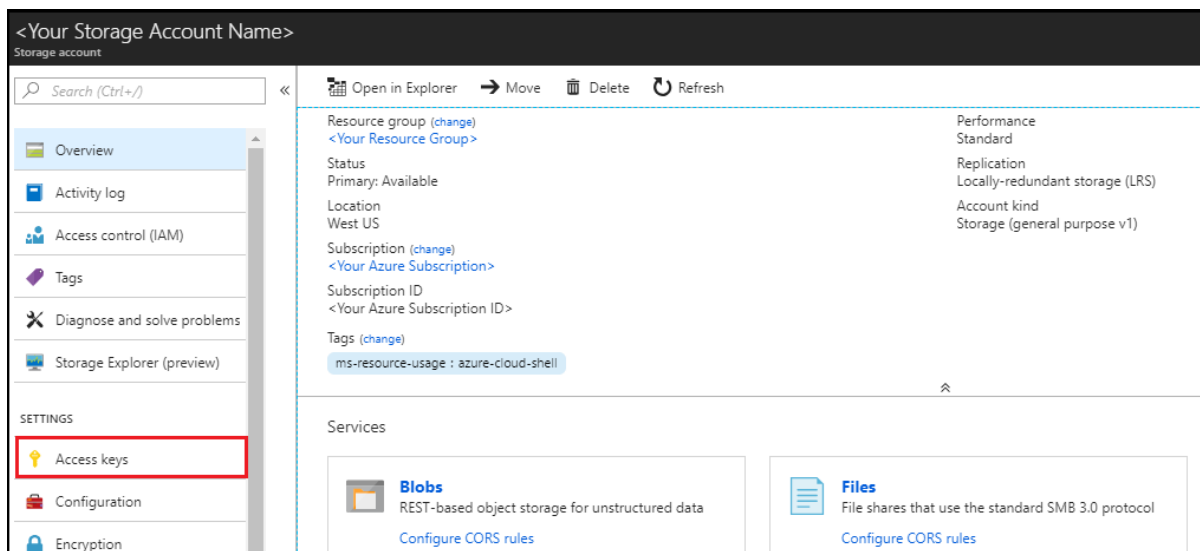 <Your Storage Account Name>
Storage account
Search (Ctrl+/)
«
Overview
Activity log
Access control (IAM)
Tags
Diagnose and solve problems
Storage Explorer (preview)
SETTINGS
Access keys
Configuration
Encryption
Open in Explorer Move Delete Refresh
Resource group (change)
<Your Resource Group>
Status
Primary: Available
Location
West US
Subscription (change)
<Your Azure Subscription>
Subscription ID
<Your Azure Subscription ID>
Tags (change)
ms-resource-usage : azure-cloud-shell
Performance
Standard
Replication
Locally-redundant storage (LRS)
Account kind
Storage (general purpose v1)
Services
Blobs
REST-based object storage for unstructured data
Configure CORS rules
Files
File shares that use the standard SMB 3.0 protocol
Configure CORS rules